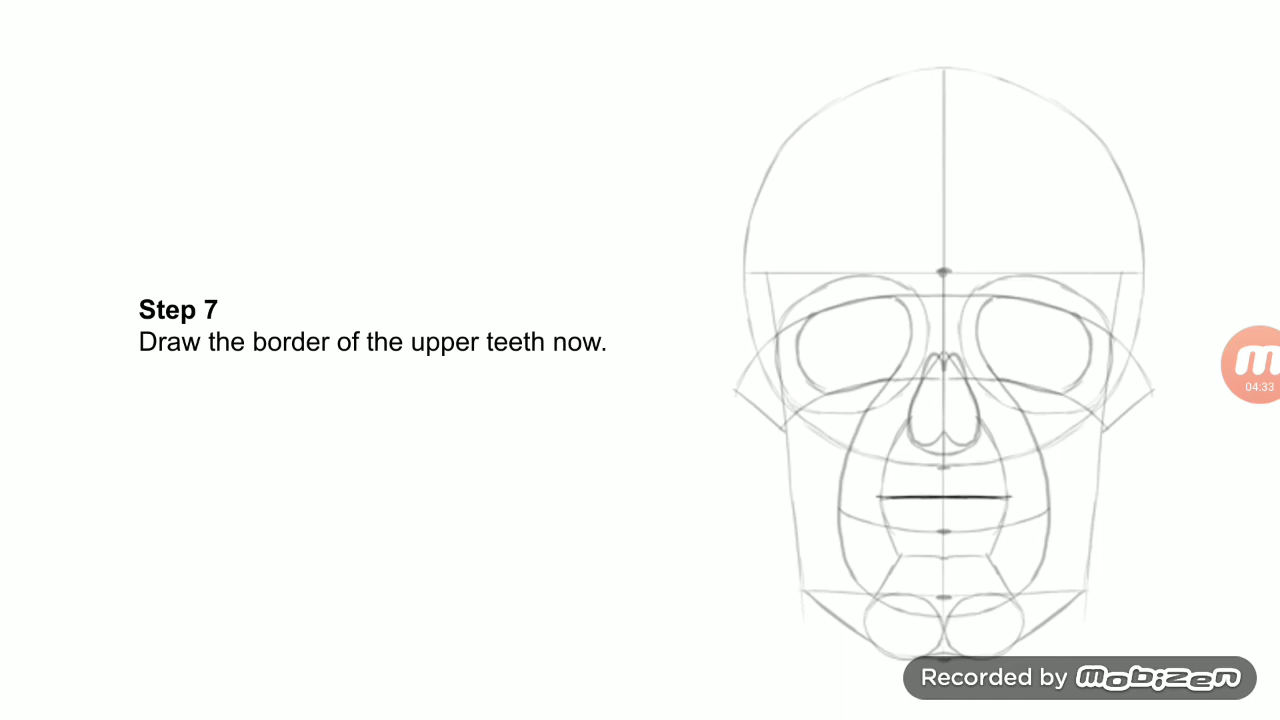 Step 7
Draw the border of the upper teeth now.
04:33
Recorded by Mobizen